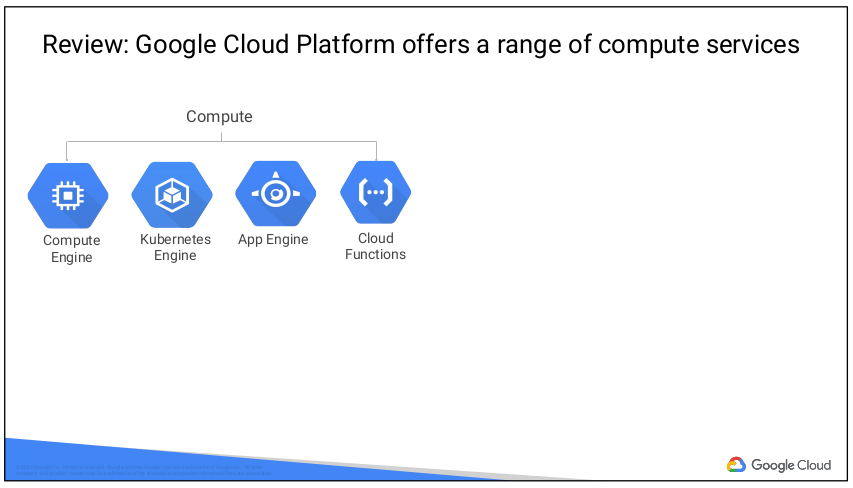 Review: Google Cloud Platform offers a range of compute services
Compute
Compute
Engine
Kubernetes
Engine
App Engine
Cloud
Functions
Google Cloud